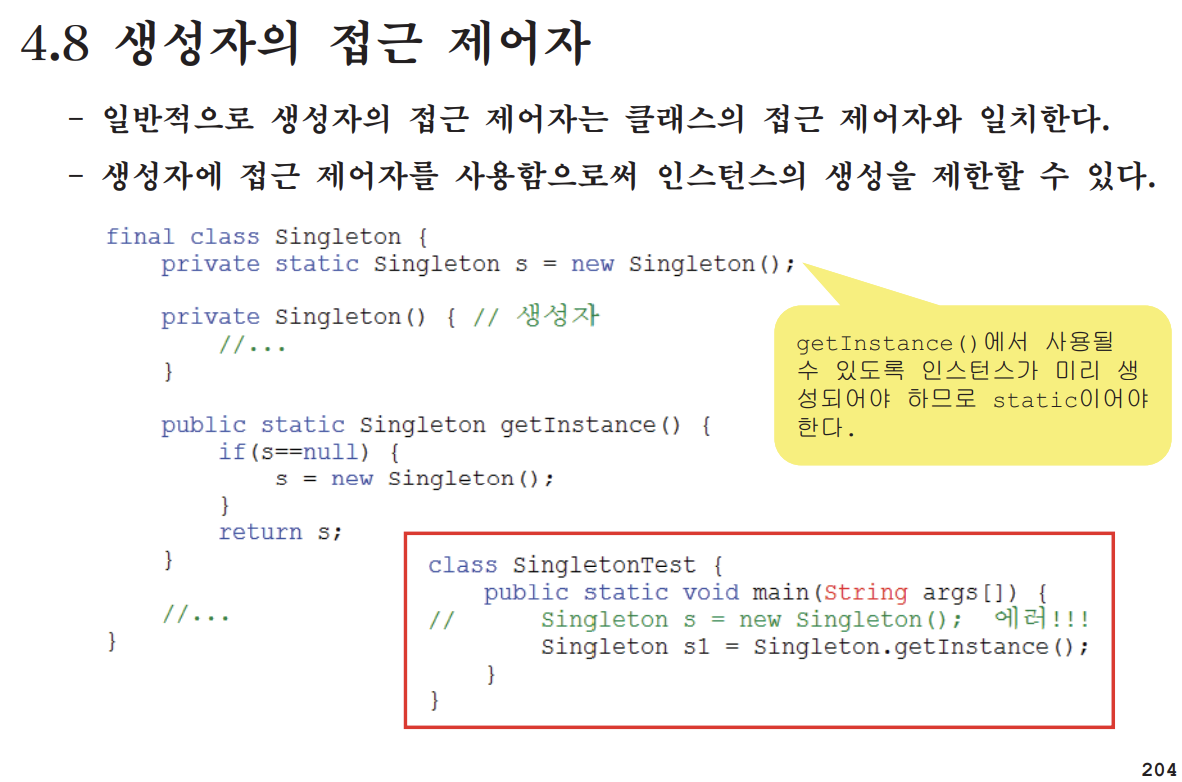 4.8 생성자의 접근 제어자
- 일반적으로 생성자의 접근 제어자는 클래스의 접근 제어자와 일치한다.
- 생성자에 접근 제어자를 사용함으로써 인스턴스의 생성을 제한할 수 있다.
final class Singleton {
    private static Singleton s = new Singleton();
    private Singleton() { // 생성자
        //...
    }
    public static Singleton getInstance() {
        if(s==null) {
            s = new Singleton();
        }
        return s;
    }
    //...
}
getInstance()에서 사용될
수 있도록 인스턴스가 미리 생
성되어야 하므로 static이어야
한다.
class SingletonTest {
    public static void main(String args[]) {
//      Singleton s = new Singleton();  에러!!!
        Singleton s1 = Singleton.getInstance();
    }
}
204